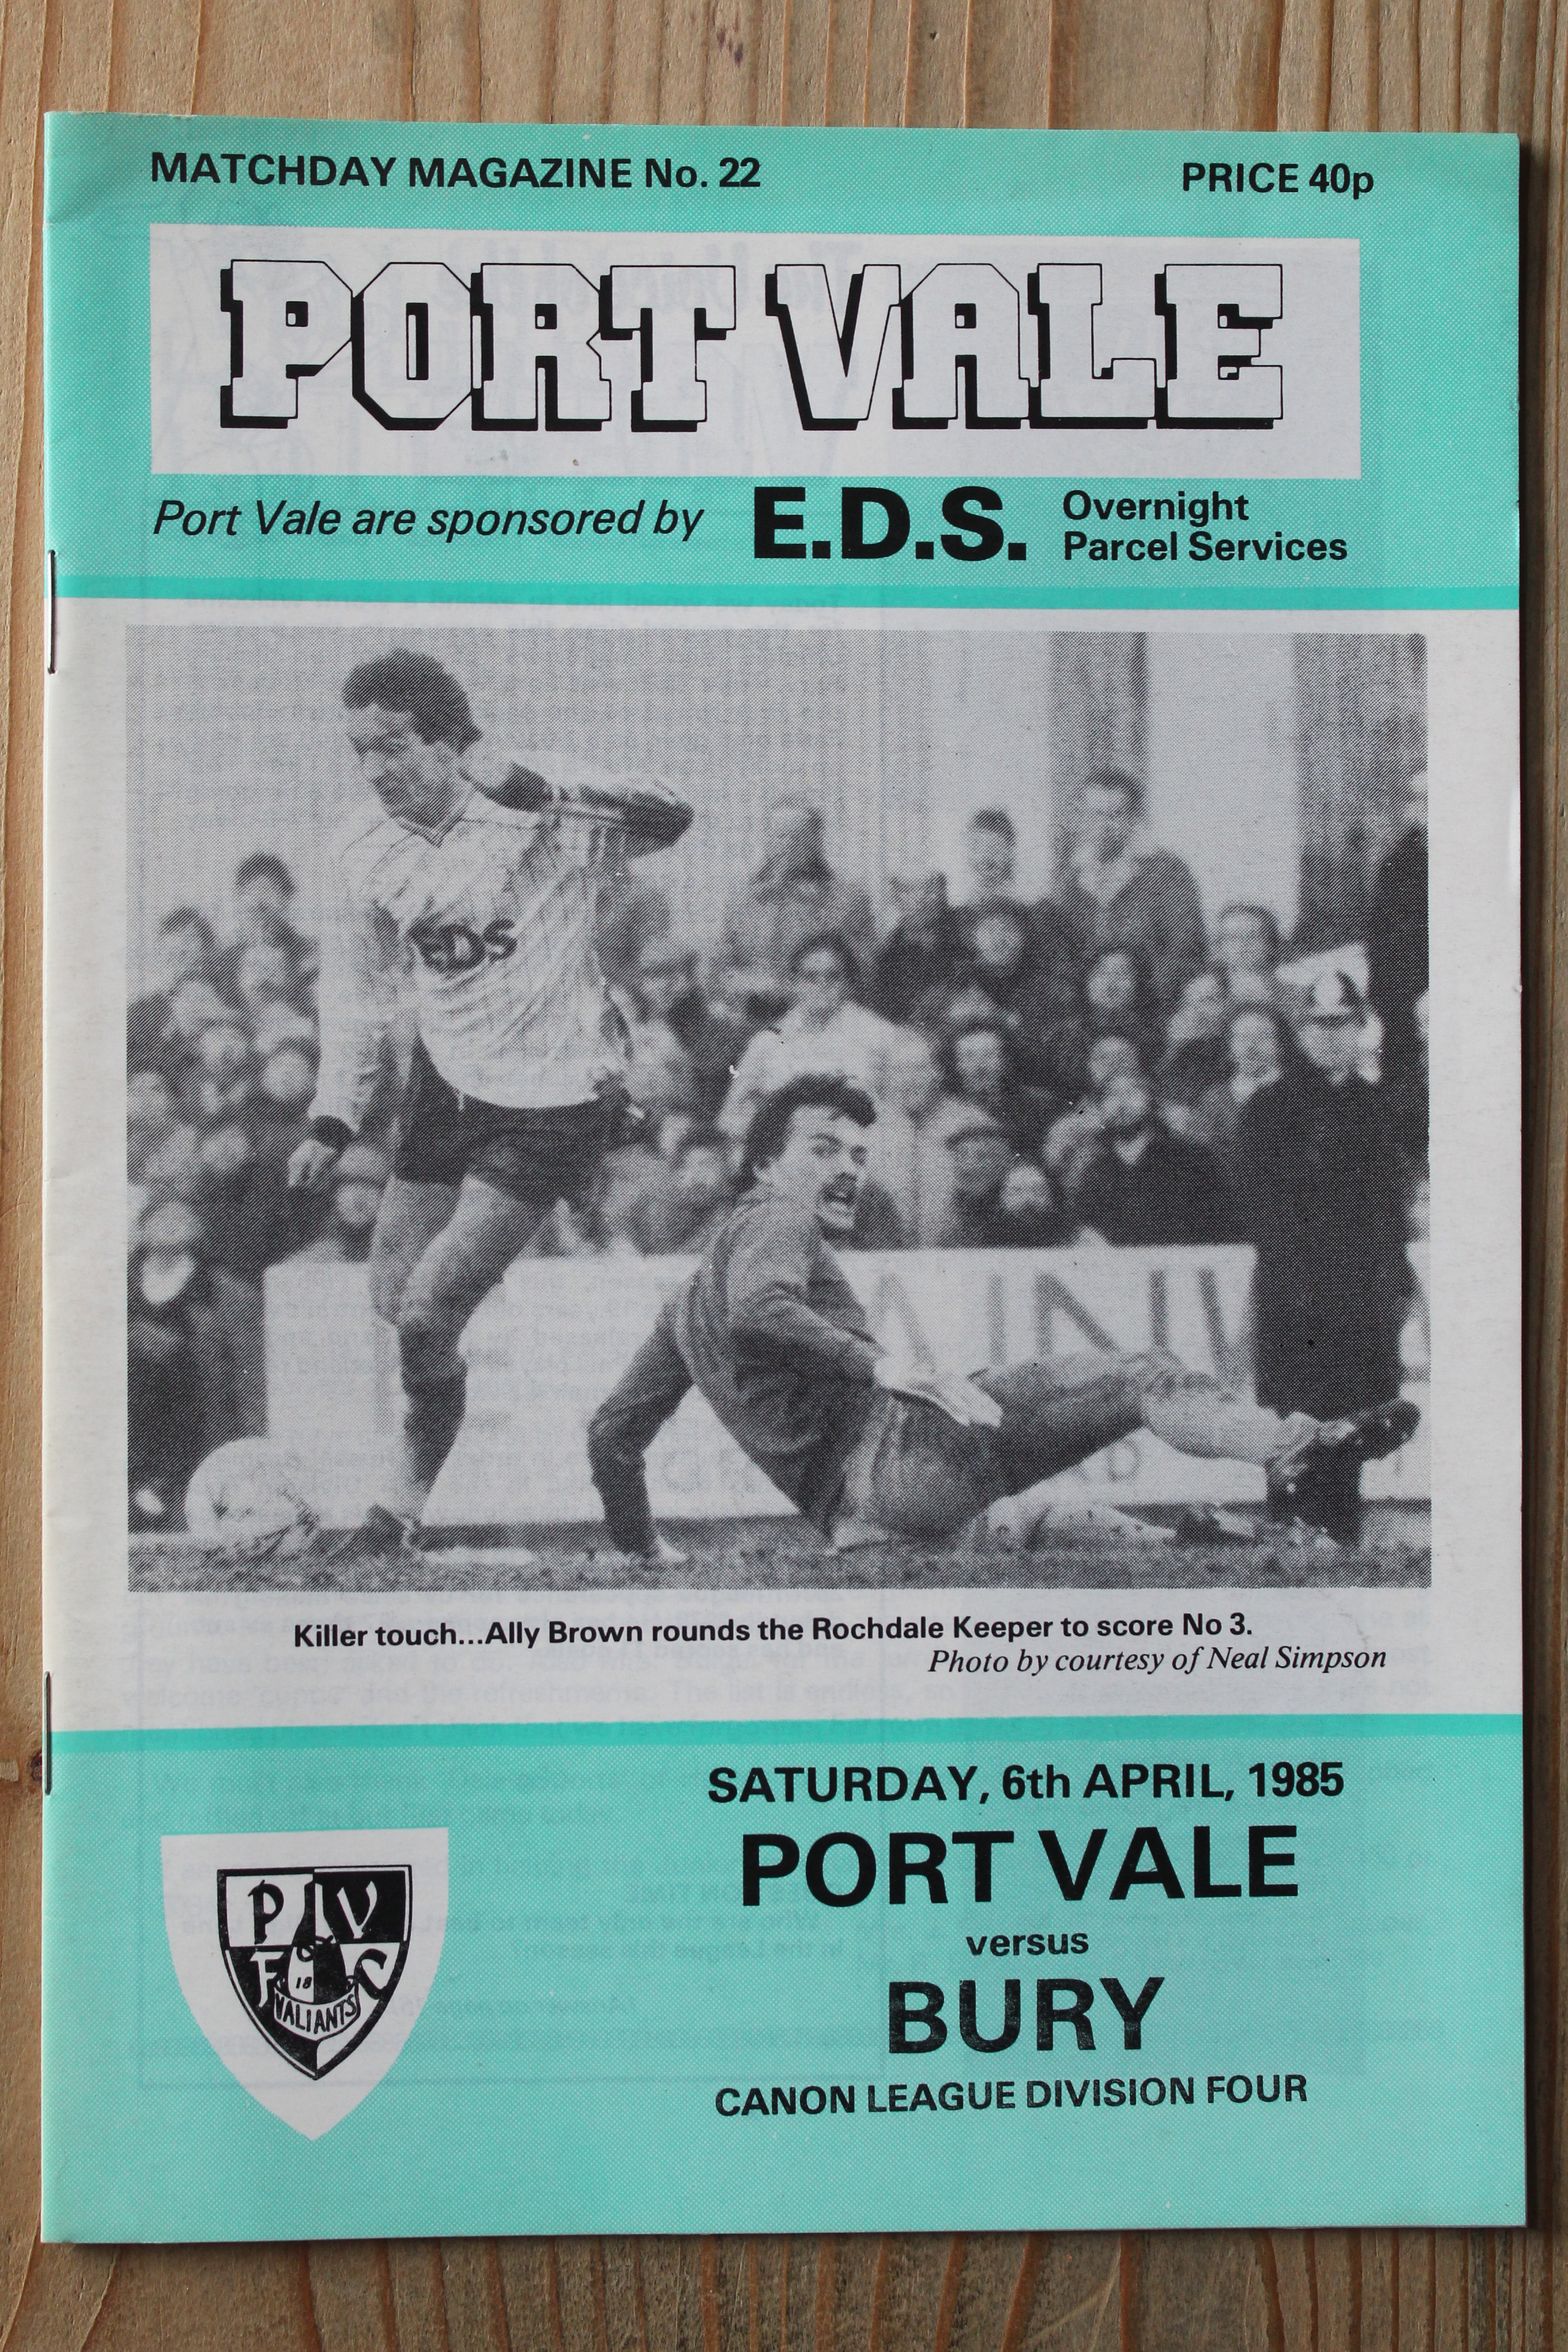 MATCHDAY MAGAZINE No. 22 PRICE 40p
PORT VALE
Port Vale are sponsored by E.D.S. Overnight
Parcel Services
EDS
Killer touch...Ally Brown rounds the Rochdale Keeper to score No 3.
Photo by courtesy of Neal Simpson
SATURDAY, 6th APRIL, 1985
PORT VALE
versus
BURY
CANON LEAGUE DIVISION FOUR
P V
F C
18
VALIANTS